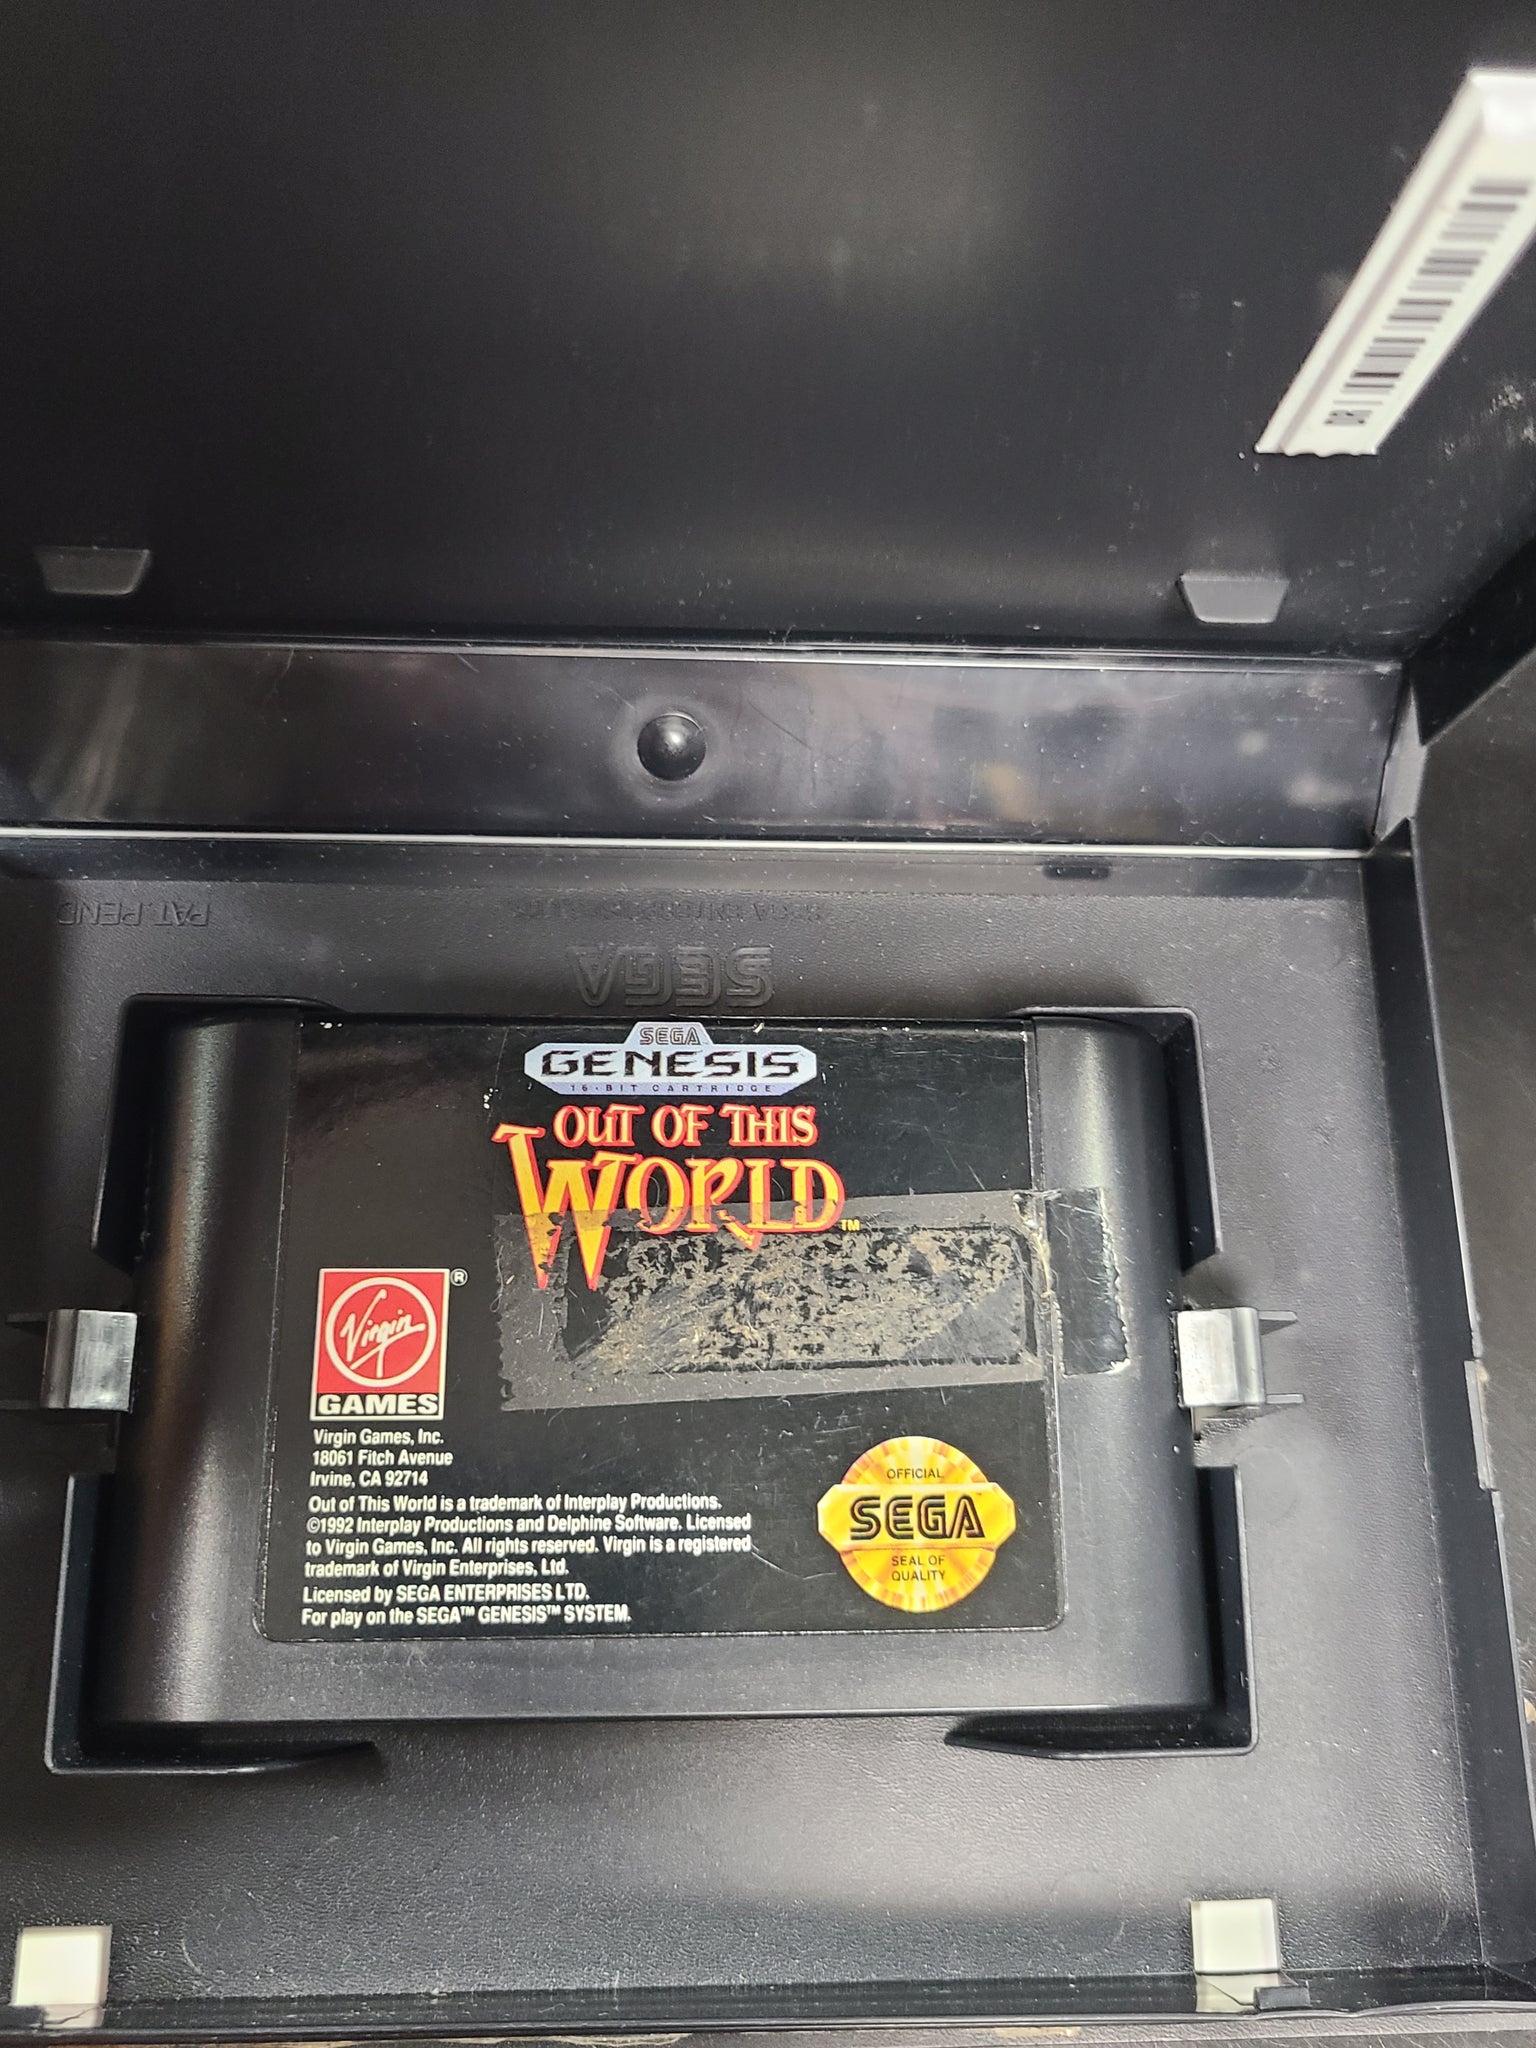 PAT. PEND
SEGA
SEGA
GENESIS
16-BIT CARTRIDGE
OUT OF THIS
WORLD™
Virgin®
GAMES
Virgin Games, Inc.
18061 Fitch Avenue
Irvine, CA 92714
Out of This World is a trademark of Interplay Productions.
©1992 Interplay Productions and Delphine Software. Licensed
to Virgin Games, Inc. All rights reserved. Virgin is a registered
trademark of Virgin Enterprises, Ltd.
Licensed by SEGA ENTERPRISES LTD.
For play on the SEGA™ GENESIS™ SYSTEM.
OFFICIAL
SEGA
SEAL OF
QUALITY